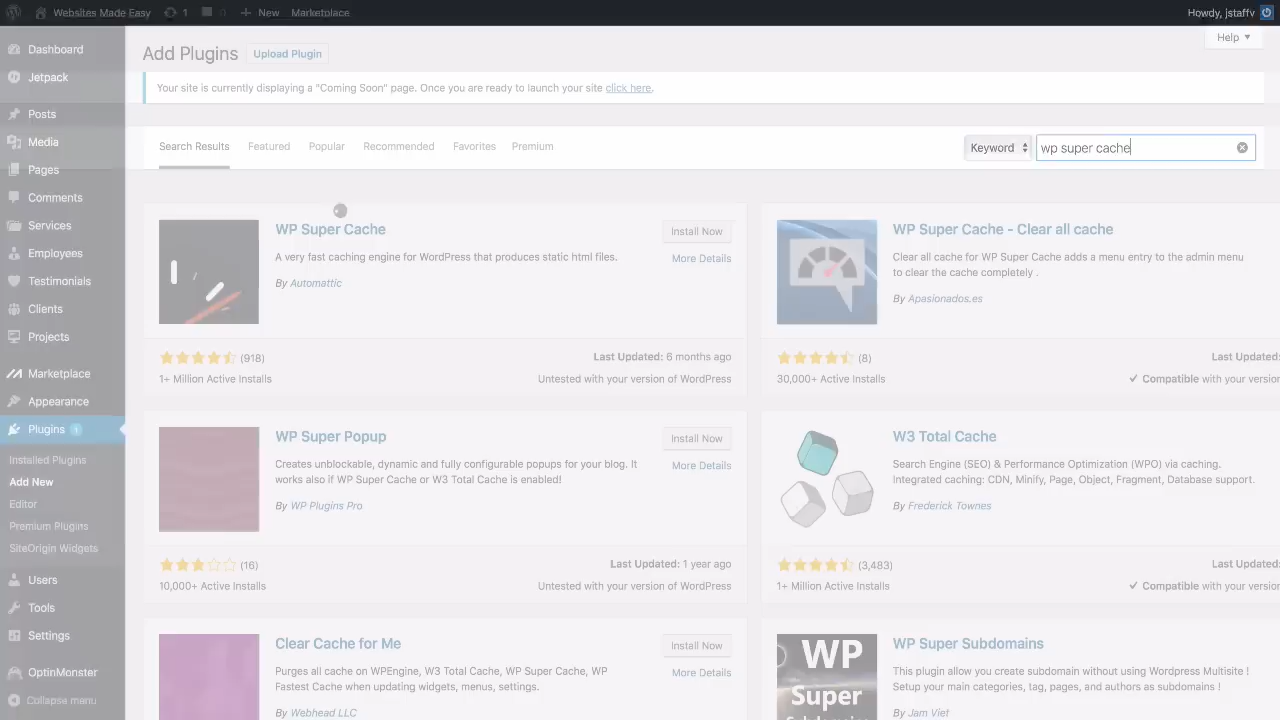 Websites Made Easy 1 0 + New Marketplace
Howdy, jstaffy
Dashboard
Jetpack
Posts
Media
Pages
Comments
Services
Employees
Testimonials
Clients
Projects
Marketplace
Appearance
Plugins 1
Installed Plugins
Add New
Editor
Premium Plugins
SiteOrigin Widgets
Users
Tools
Settings
OptinMonster
Collapse menu
Add Plugins Upload Plugin
Help ▼
Your site is currently displaying a "Coming Soon" page. Once you are ready to launch your site click here.
Search Results Featured Popular Recommended Favorites Premium
Keyword wp super cache
WP Super Cache
Install Now
A very fast caching engine for WordPress that produces static html files.
More Details
By Automattic
(918)
Last Updated: 6 months ago
1+ Million Active Installs
Untested with your version of WordPress
WP Super Cache - Clear all cache
Clear all cache for WP Super Cache adds a menu entry to the admin menu
to clear the cache completely .
By Apasionados.es
(8)
Last Updated:
30,000+ Active Installs
✓ Compatible with your version
WP Super Popup
Install Now
Creates unblockable, dynamic and fully configurable popups for your blog. It
works also if WP Super Cache or W3 Total Cache is enabled!
More Details
By WP Plugins Pro
(16)
Last Updated: 1 year ago
10,000+ Active Installs
Untested with your version of WordPress
W3 Total Cache
Search Engine (SEO) & Performance Optimization (WPO) via caching.
Integrated caching: CDN, Minify, Page, Object, Fragment, Database support.
By Frederick Townes
(3,483)
Last Updated:
1+ Million Active Installs
✓ Compatible with your version
Clear Cache for Me
Install Now
Purges all cache on WPEngine, W3 Total Cache, WP Super Cache, WP
Fastest Cache when updating widgets, menus, settings.
More Details
By Webhead LLC
WP
Super
Subdomains
WP Super Subdomains
This plugin allow you create subdomain without using Wordpress Multisite !
Setup your main categories, tag, pages, and authors as subdomains !
By Jam Viet